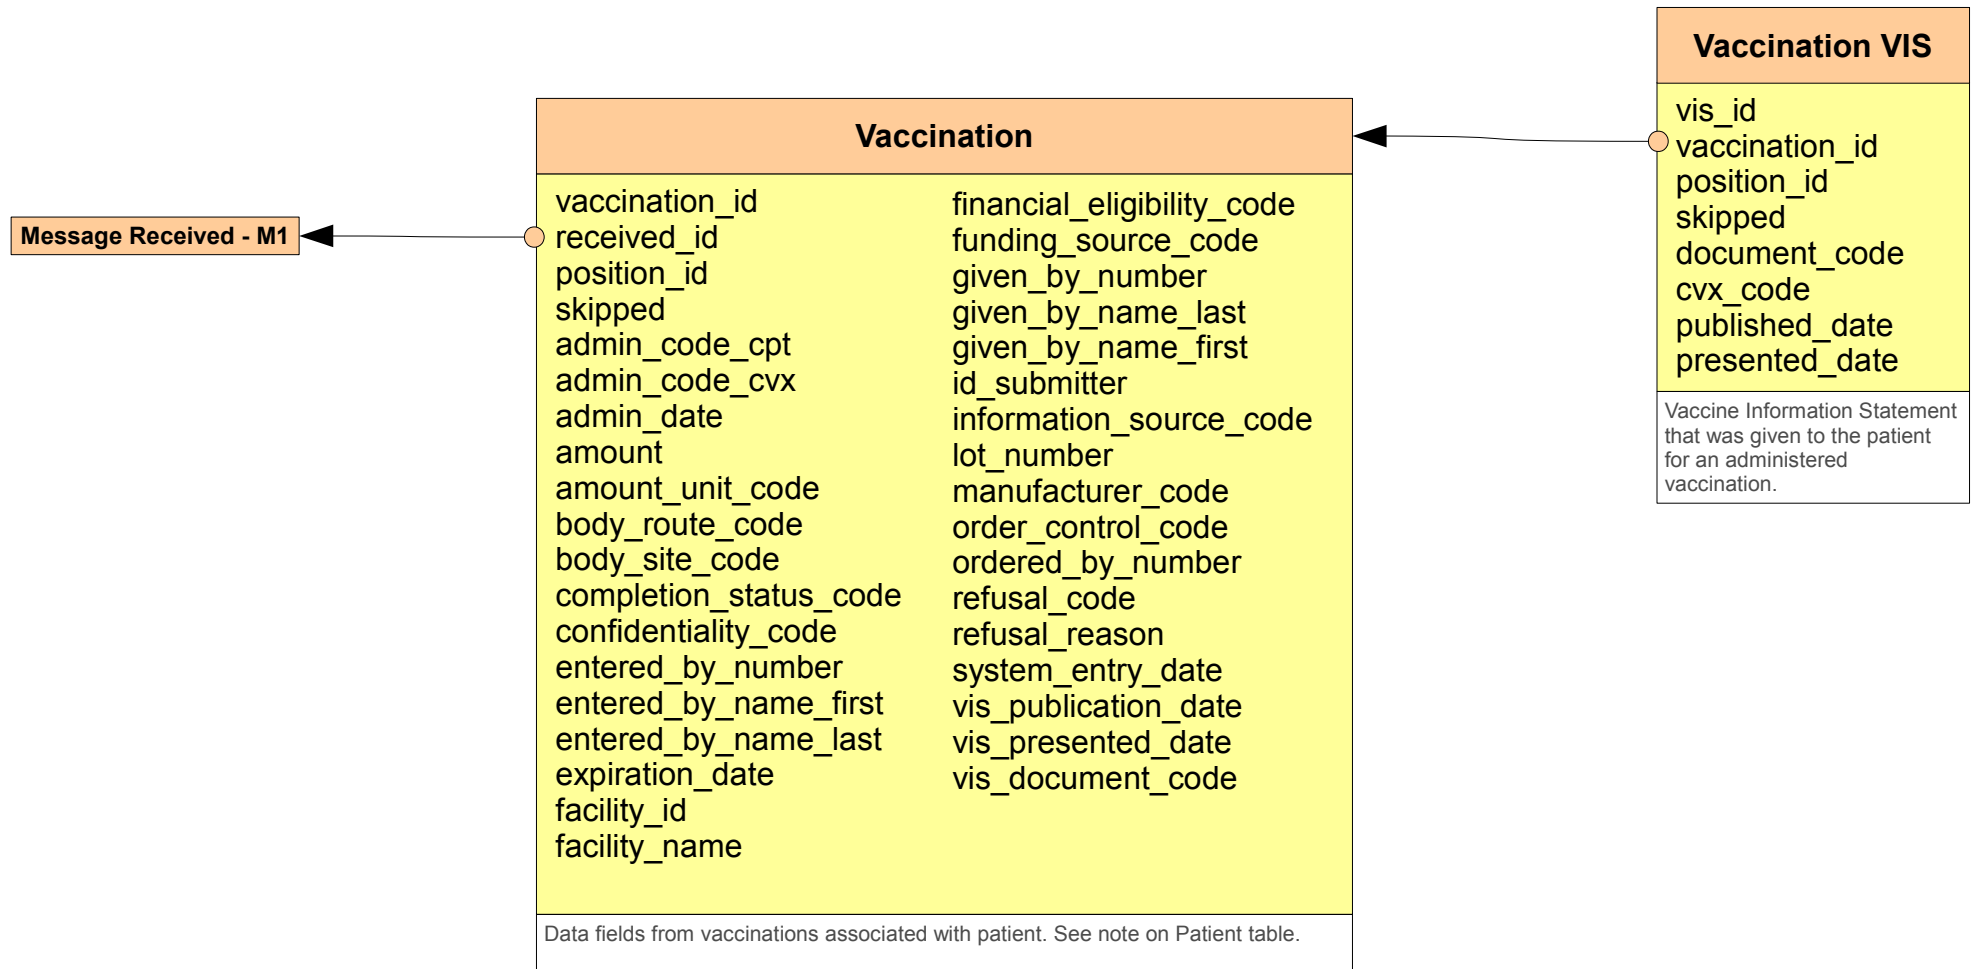 Message Received - M1
Vaccination
vaccination_id
received_id
position_id
skipped
admin_code_cpt
admin_code_cvx
admin_date
amount
amount_unit_code
body_route_code
body_site_code
completion_status_code
confidentiality_code
entered_by_number
entered_by_name_first
entered_by_name_last
expiration_date
facility_id
facility_name
financial_eligibility_code
funding_source_code
given_by_number
given_by_name_last
given_by_name_first
id_submitter
information_source_code
lot_number
manufacturer_code
order_control_code
ordered_by_number
refusal_code
refusal_reason
system_entry_date
vis_publication_date
vis_presented_date
vis_document_code
Data fields from vaccinations associated with patient. See note on Patient table.
Vaccination VIS
vis_id
vaccination_id
position_id
skipped
document_code
cvx_code
published_date
presented_date
Vaccine Information Statement
that was given to the patient
for an administered
vaccination.